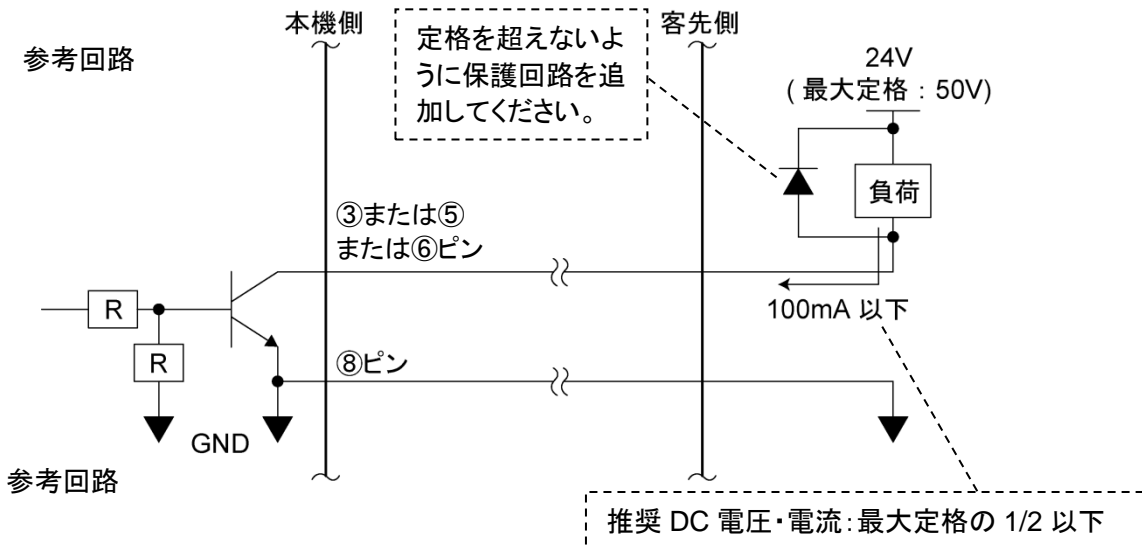 本機側
客先側
参考回路
定格を超えないよ
うに保護回路を追
加してください。
24V
( 最大定格 : 50V)
負荷
③または⑤
または⑥ピン
100mA 以下
R
R
⑧ピン
GND
参考回路
推奨 DC 電圧・電流:最大定格の 1/2 以下